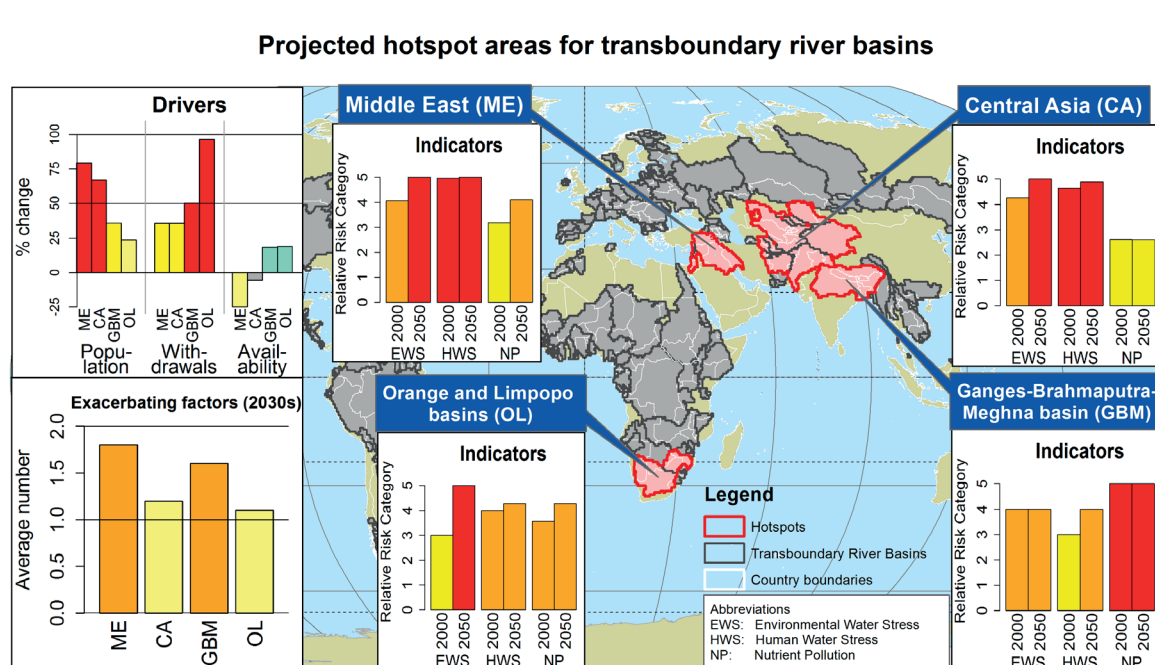 Projected hotspot areas for transboundary river basins
Drivers
% change
100
75
50
25
0
-25
ME
CA
GBM
OL
ME
CA
GBM
OL
ME
CA
GBM
OL
Popu-
lation
With-
drawals
Avail-
ability
Exacerbating factors (2030s)
Average number
2.0
1.5
1.0
0.5
0.0
ME
CA
GBM
OL
Middle East (ME)
Indicators
Relative Risk Category
5
4
3
2
1
0
2000
2050
2000
2050
2000
2050
EWS
HWS
NP
Central Asia (CA)
Indicators
Relative Risk Category
5
4
3
2
1
0
2000
2050
2000
2050
2000
2050
EWS
HWS
NP
Orange and Limpopo
basins (OL)
Indicators
Relative Risk Category
5
4
3
2
1
0
2000
2050
2000
2050
2000
2050
EWS
HWS
NP
Ganges-Brahmaputra-
Meghna basin (GBM)
Indicators
Relative Risk Category
5
4
3
2
1
0
2000
2050
2000
2050
2000
2050
EWS
HWS
NP
Legend
Hotspots
Transboundary River Basins
Country boundaries
Abbreviations
EWS: Environmental Water Stress
HWS: Human Water Stress
NP: Nutrient Pollution